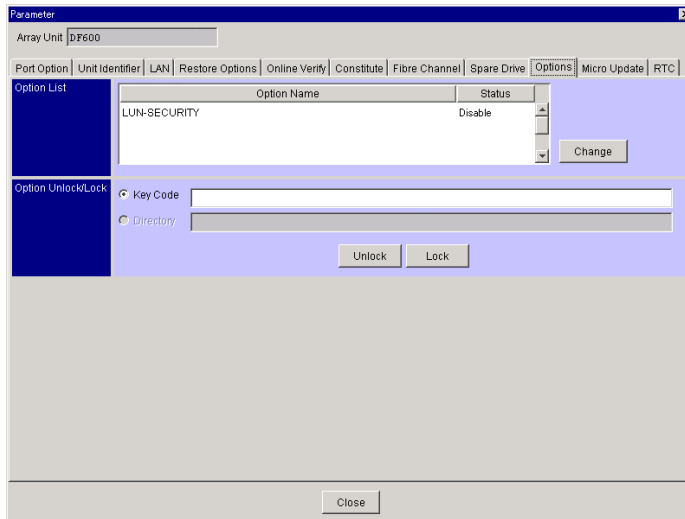 Parameter
Array Unit DF600
Port Option Unit Identifier LAN Restore Options Online Verify Constitute Fibre Channel Spare Drive Options Micro Update RTC
Option List
Option Name Status
LUN-SECURITY Disable
Change
Option Unlock/Lock
Key Code
Directory
Unlock Lock
Close